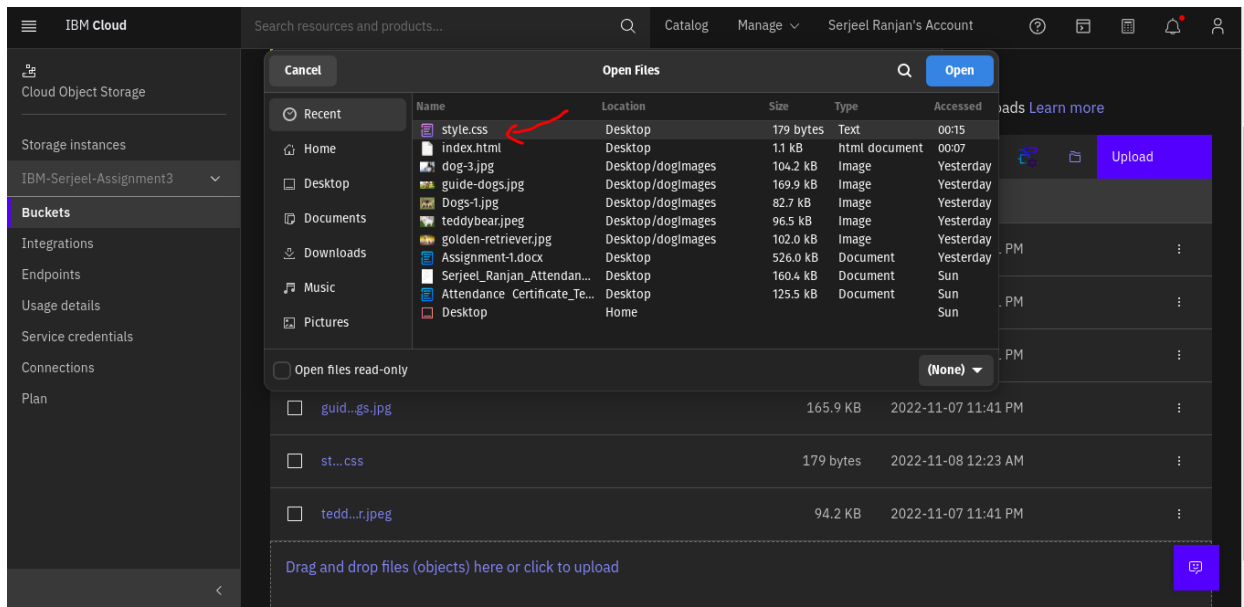 IBM Cloud
Search resources and products...
Catalog
Manage
Serjeel Ranjan's Account
Cloud Object Storage
Storage instances
IBM-Serjeel-Assignment3
Buckets
Integrations
Endpoints
Usage details
Service credentials
Connections
Plan
Cancel
Open Files
Open
Recent
Home
Desktop
Documents
Downloads
Music
Pictures
Name Location Size Type Accessed
style.css Desktop 179 bytes Text 00:15
index.html Desktop 1.1 kB html document 00:07
dog-3.jpg Desktop/dogImages 104.2 kB Image Yesterday
guide-dogs.jpg Desktop/dogImages 169.9 kB Image Yesterday
Dogs-1.jpg Desktop/dogImages 82.7 kB Image Yesterday
teddybear.jpeg Desktop/dogImages 96.5 kB Image Yesterday
golden-retriever.jpg Desktop/dogImages 102.0 kB Image Yesterday
Assignment-1.docx Desktop 526.0 kB Document Yesterday
Serjeel_Ranjan_Attendan... Desktop 160.4 kB Document Sun
Attendance Certificate_Te... Desktop 125.5 kB Document Sun
Desktop Home Sun
Open files read-only
(None)
Learn more
Upload
PM
PM
PM
guid...gs.jpg 165.9 KB 2022-11-07 11:41 PM
st...css 179 bytes 2022-11-08 12:23 AM
tedd...r.jpeg 94.2 KB 2022-11-07 11:41 PM
Drag and drop files (objects) here or click to upload